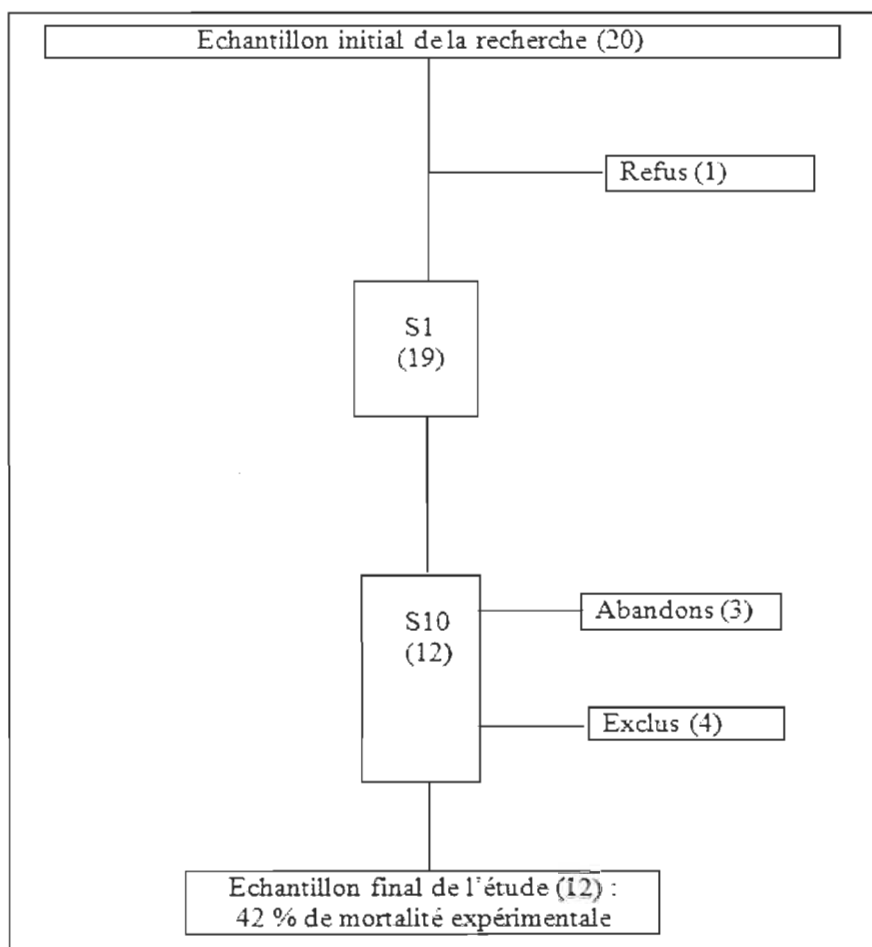 Echantillon initial de la recherche (20)
Refus (1)
S1
(19)
S10
(12)
Abandons (3)
Exclus (4)
Echantillon final de l'étude (12) :
42 % de mortalité expérimentale